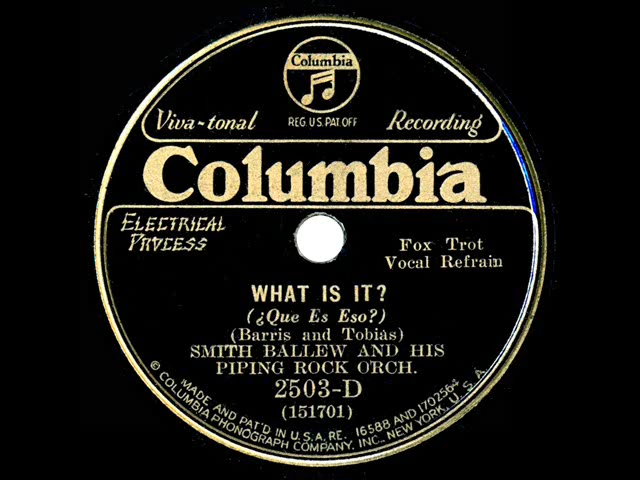 Columbia
REG. U.S. PAT. OFF.
Viva-tonal Recording
Columbia
ELECTRICAL
PROCESS
Fox Trot
Vocal Refrain
WHAT IS IT?
(¿Que Es Eso?)
(Barris and Tobias)
SMITH BALLEW AND HIS
PIPING ROCK ORCH.
2503-D
(151701)
MADE AND PAT'D IN U.S.A. RE. 16588 AND 1702564
© COLUMBIA PHONOGRAPH COMPANY, INC., NEW YORK, U.S.A.